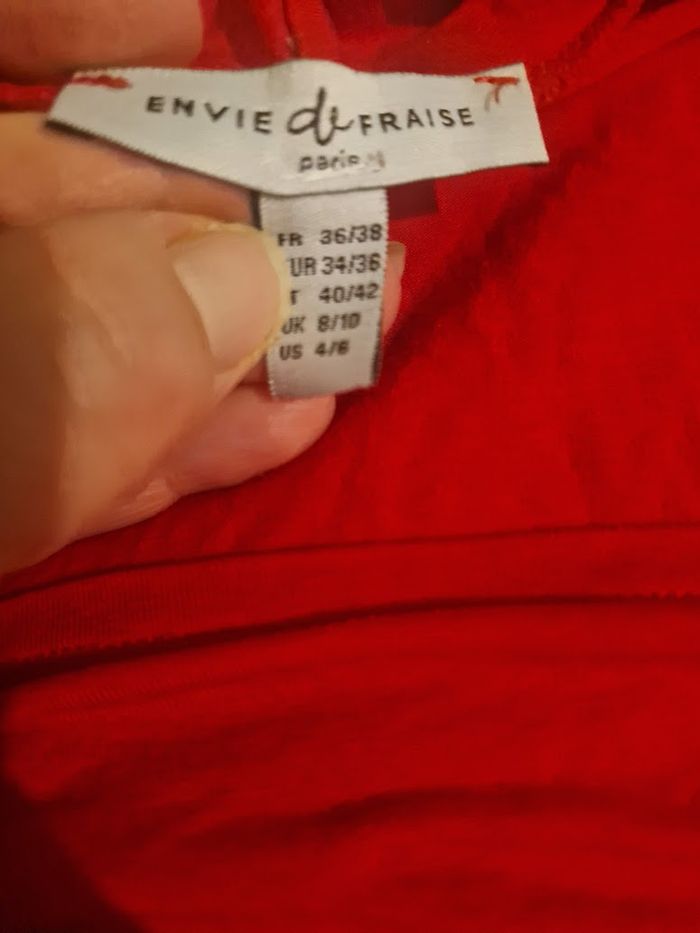 ENVIE de FRAISE
paris
FR 36/38
UR 34/36
T 40/42
UK 8/10
US 4/6